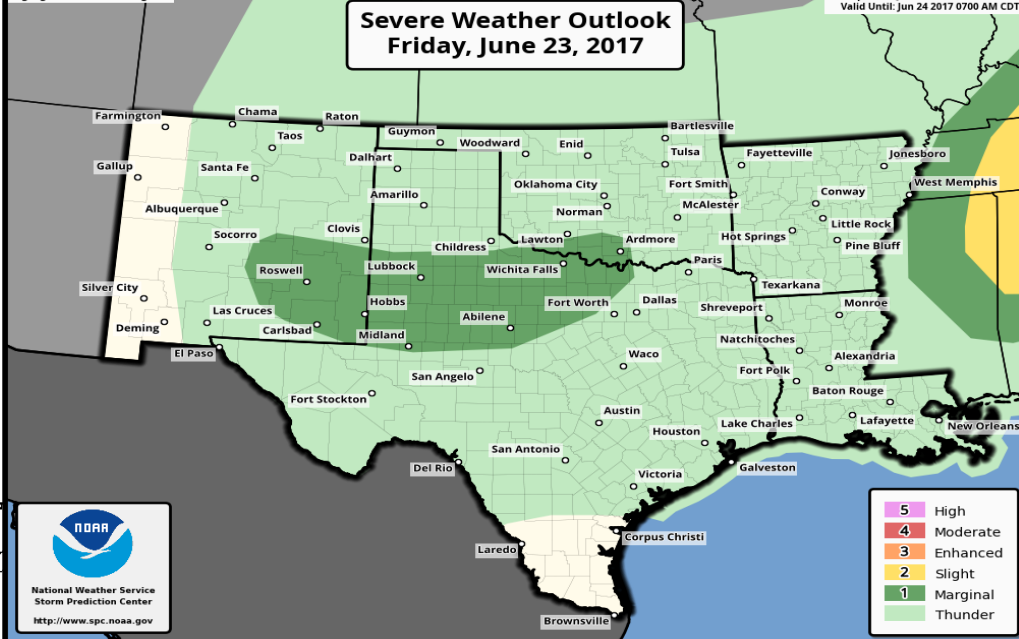 Valid Until: Jun 24 2017 0700 AM CDT
Severe Weather Outlook
Friday, June 23, 2017
Farmington
Chama
Raton
Guymon
Bartlesville
Taos
Woodward
Enid
Tulsa
Fayetteville
Jonesboro
Gallup
Santa Fe
Dalhart
Oklahoma City
Fort Smith
Conway
West Memphis
Amarillo
Albuquerque
Norman
McAlester
Little Rock
Socorro
Clovis
Childress
Lawton
Ardmore
Hot Springs
Pine Bluff
Roswell
Lubbock
Wichita Falls
Paris
Silver City
Texarkana
Las Cruces
Hobbs
Fort Worth
Dallas
Shreveport
Monroe
Deming
Carlsbad
Midland
Abilene
El Paso
Natchitoches
Waco
Alexandria
San Angelo
Fort Polk
Fort Stockton
Baton Rouge
Austin
Houston
Lake Charles
Lafayette
New Orleans
San Antonio
Del Rio
Victoria
Galveston
Laredo
Corpus Christi
Brownsville
NOAA
National Weather Service
Storm Prediction Center
http://www.spc.noaa.gov
5 High
4 Moderate
3 Enhanced
2 Slight
1 Marginal
Thunder